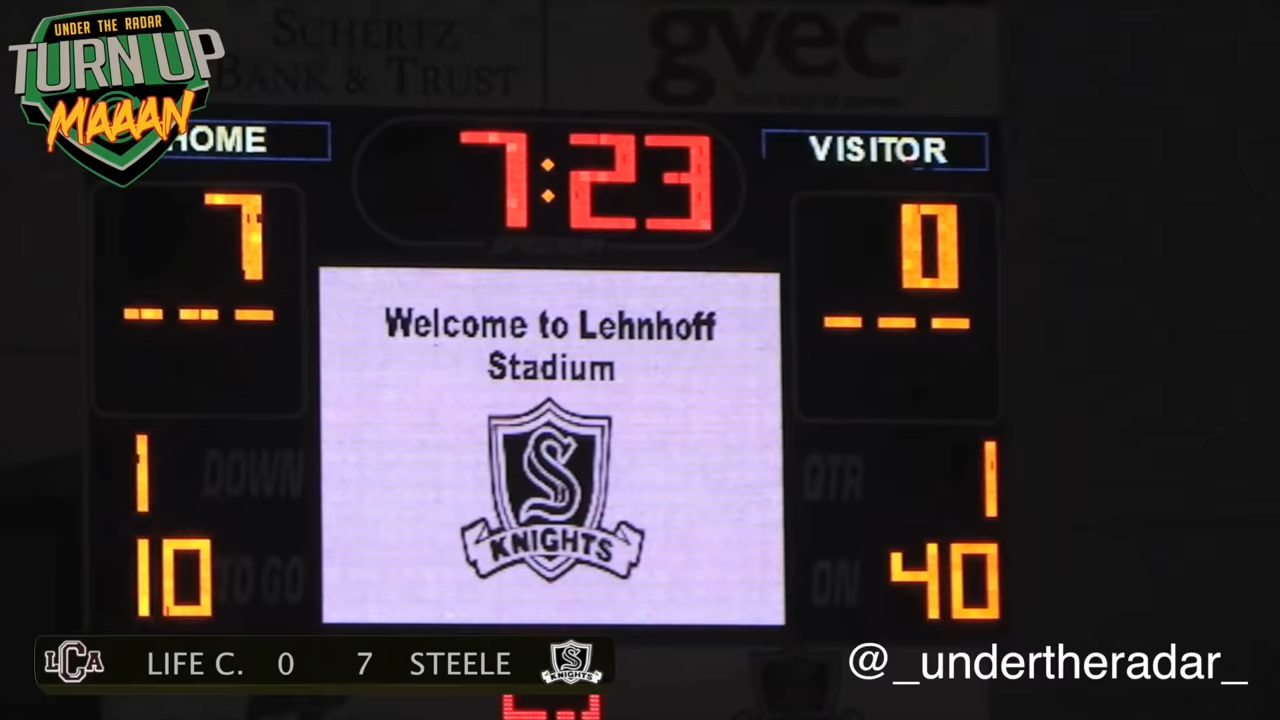 UNDER THE RADAR
TURN UP
MAAAN
SCHERTZ
BANK & TRUST
gvec
HOME
7:23
VISITOR
7
0
Welcome to Lehnhoff
Stadium
S
KNIGHTS
1 DOWN
QTR 1
10 TO GO
ON 40
LCA LIFE C. 0 7 STEELE S KNIGHTS
@_undertheradar_